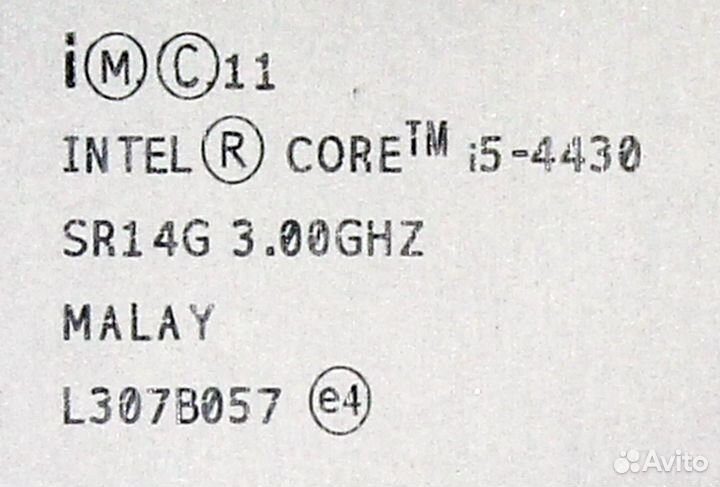 iⓂⒸ11
INTEL® CORE™ i5-4430
SR14G 3.00GHZ
MALAY
L307B057 (e4)
Avito